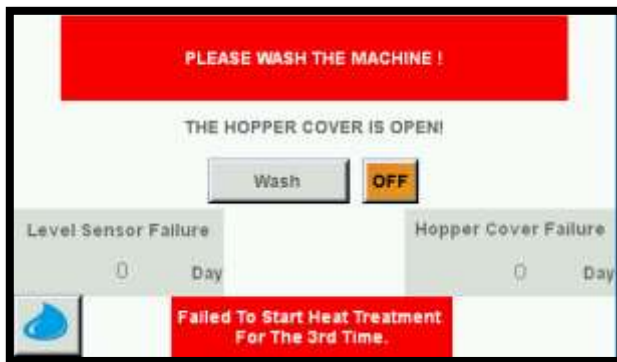 PLEASE WASH THE MACHINE !
THE HOPPER COVER IS OPEN!
Wash
OFF
Level Sensor Failure
0 Day
Hopper Cover Failure
0 Day
Failed To Start Heat Treatment
For The 3rd Time.